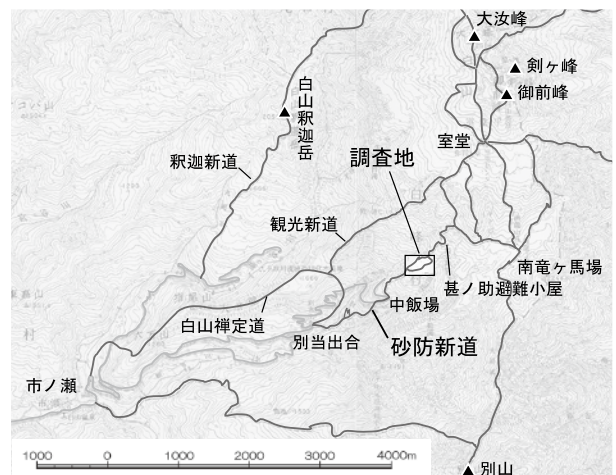 大汝峰
剣ヶ峰
御前峰
白山釈迦岳
室堂
調査地
釈迦新道
観光新道
南竜ヶ馬場
甚ノ助避難小屋
中飯場
白山禅定道
別当出合
砂防新道
市ノ瀬
別山
1000 0 1000 2000 3000 4000m